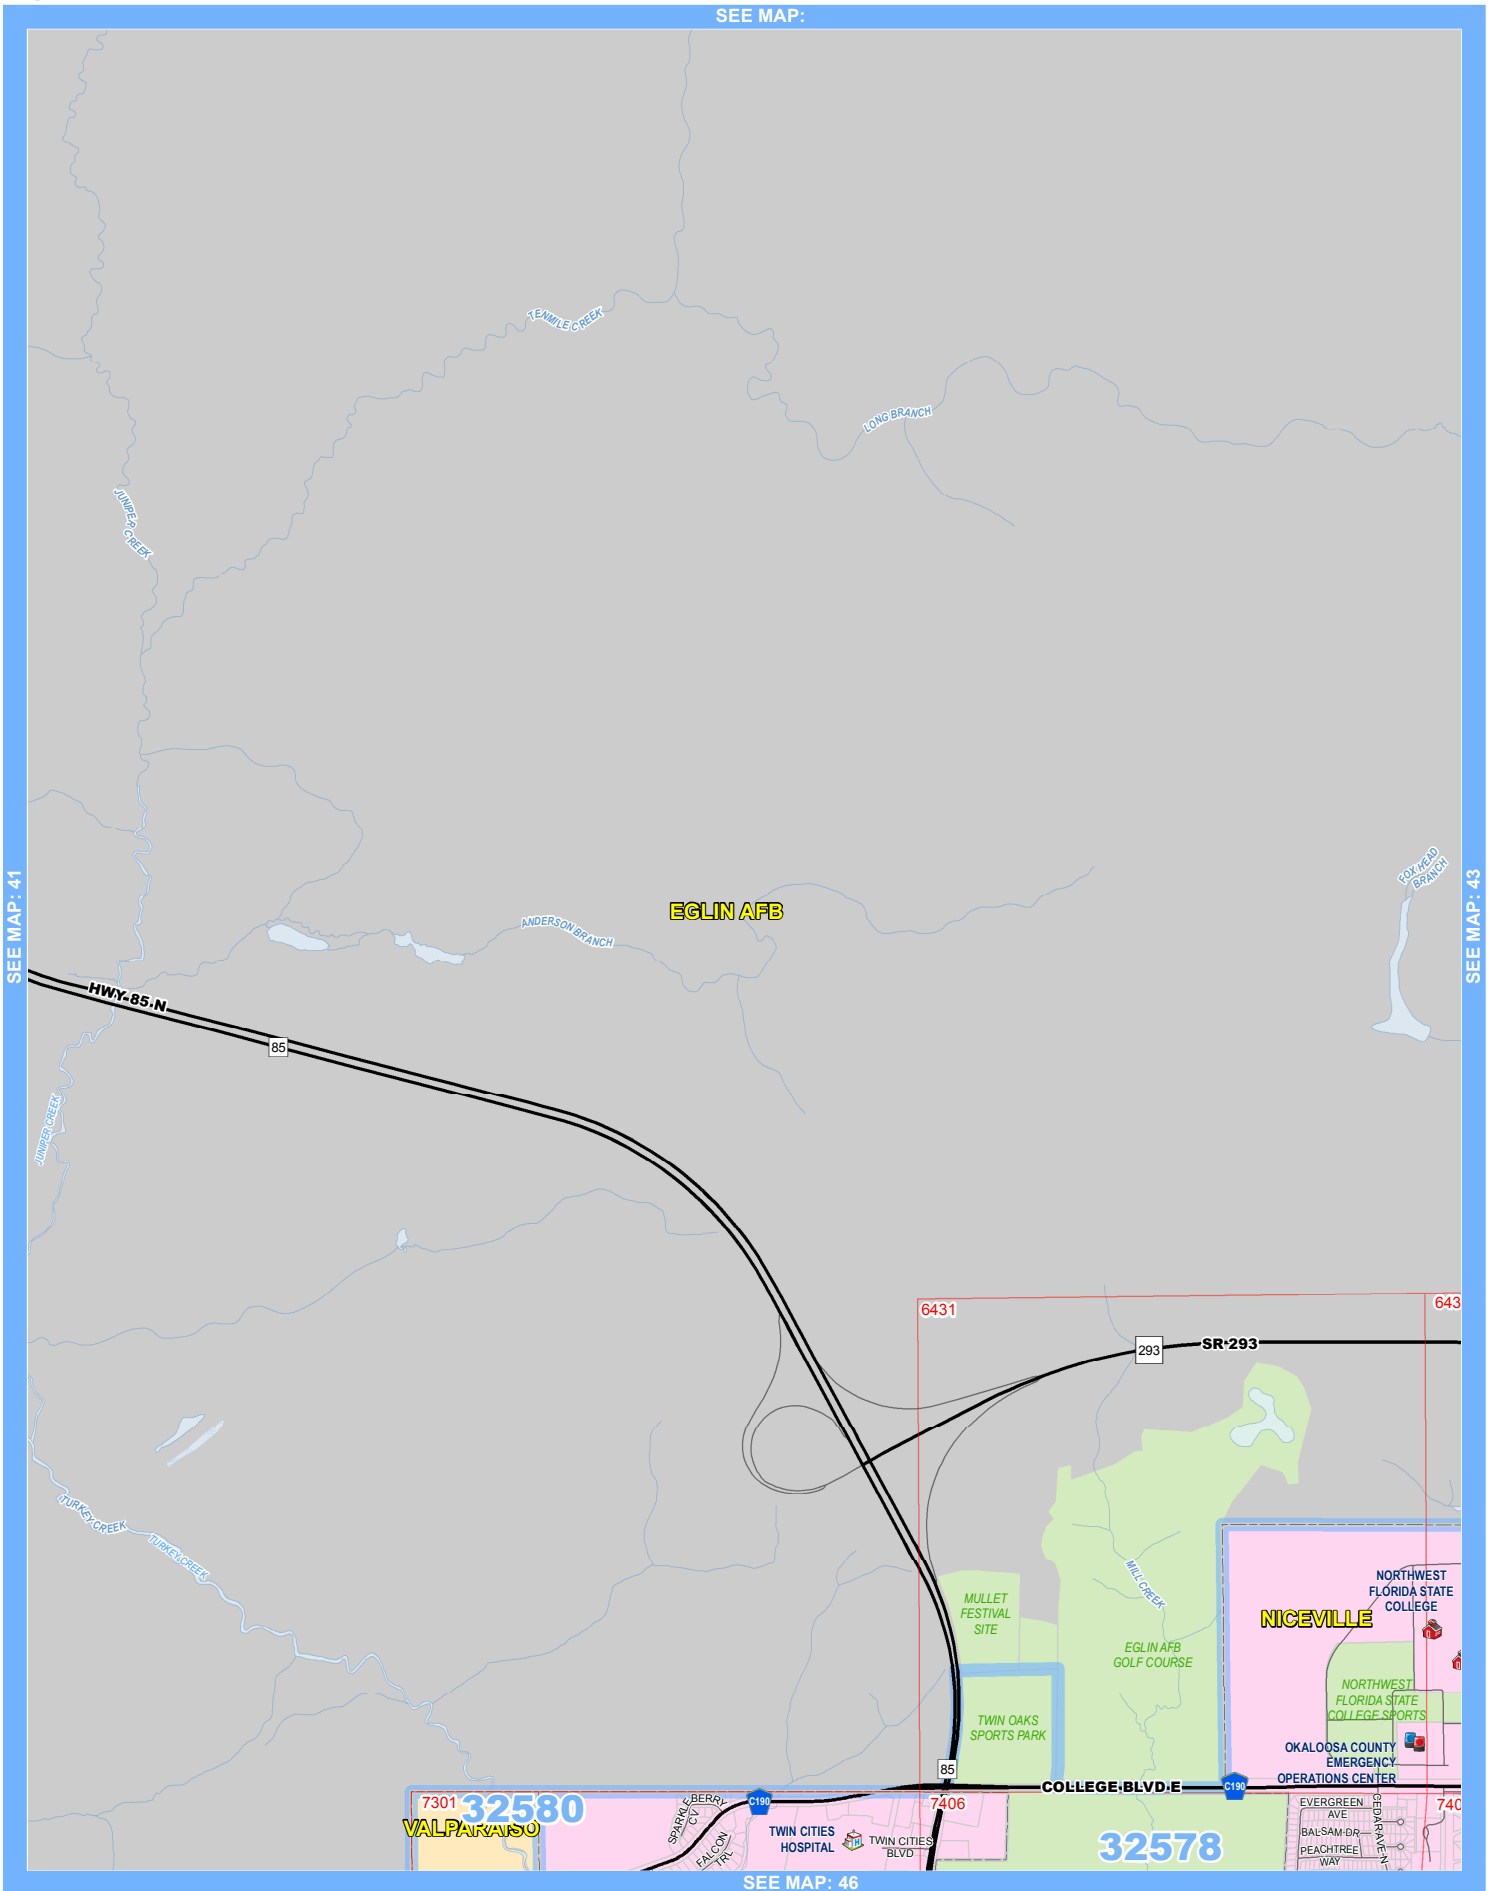 SEE MAP:
TENMILE CREEK
LONG BRANCH
JUNIPER
CREEK
FOX HEAD
BRANCH
SEE MAP: 41
SEE MAP: 43
EGLIN AFB
ANDERSON BRANCH
HWY 85 N
85
JUNIPER CREEK
6431
643
293
SR 293
TURKEY CREEK
TURKEY CREEK
MILL CREEK
MULLET
FESTIVAL
SITE
NORTHWEST
FLORIDA STATE
COLLEGE
NICEVILLE
EGLIN AFB
GOLF COURSE
NORTHWEST
FLORIDA STATE
COLLEGE SPORTS
TWIN OAKS
SPORTS PARK
OKALOOSA COUNTY
EMERGENCY
OPERATIONS CENTER
85
COLLEGE BLVD E
C190
C190
7301
32580
VALPARAISO
7406
740
BERRY
SPARKLE
CV
FALCON
TRL
TWIN CITIES
HOSPITAL
H
TWIN CITIES
BLVD
32578
EVERGREEN
AVE
BALSAM DR
PEACHTREE
WAY
CEDAR AVE N
SEE MAP: 46